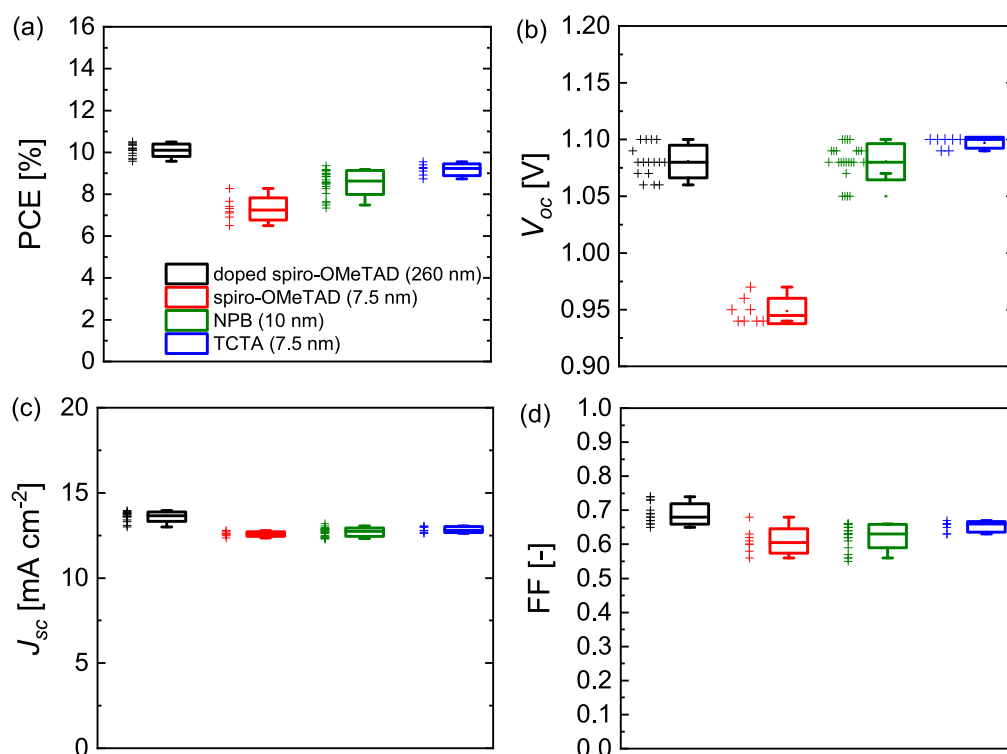 (a)
16
14
12
10
8
6
4
2
0
PCE [%]
doped spiro-OMeTAD (260 nm)
spiro-OMeTAD (7.5 nm)
NPB (10 nm)
TCTA (7.5 nm)
(b)
1.20
1.15
1.10
1.05
1.00
0.95
0.90
V_oc [V]
(c)
20
15
10
5
0
J_sc [mA cm⁻²]
(d)
1.0
0.9
0.8
0.7
0.6
0.5
0.4
0.3
0.2
0.1
0.0
FF [-]